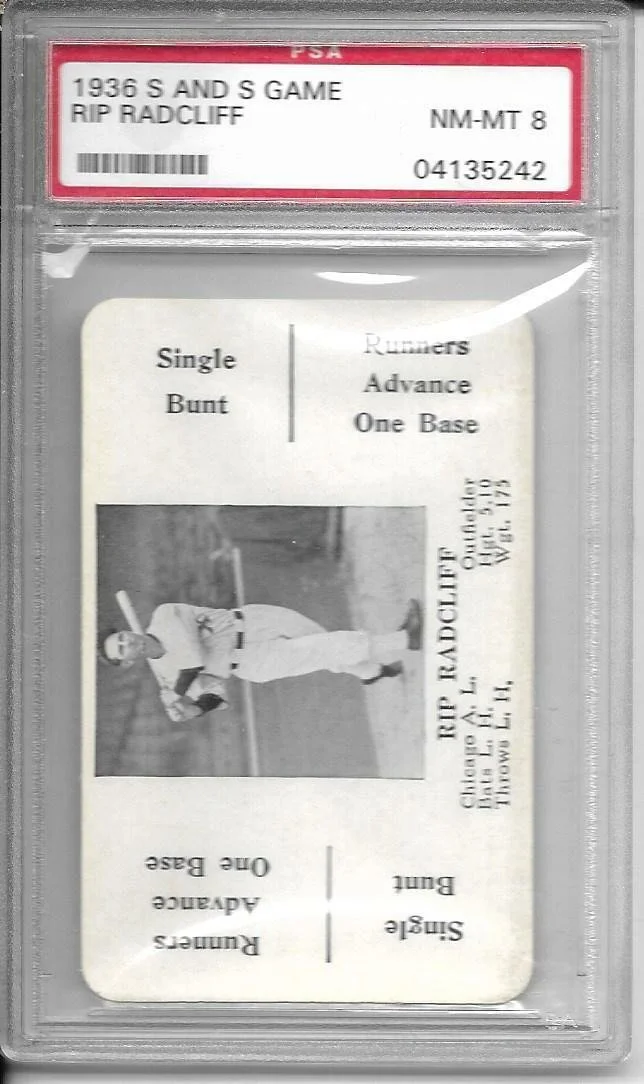 PSA
1936 S AND S GAME
RIP RADCLIFF
NM-MT 8
04135242
Single
Bunt
Runners
Advance
One Base
RIP RADCLIFF
Chicago A. L. Outfielder
Bats L. H. Hgt. 5.10
Throws L. H. Wgt. 175
Single
Bunt
Runners
Advance
One Base
PSA